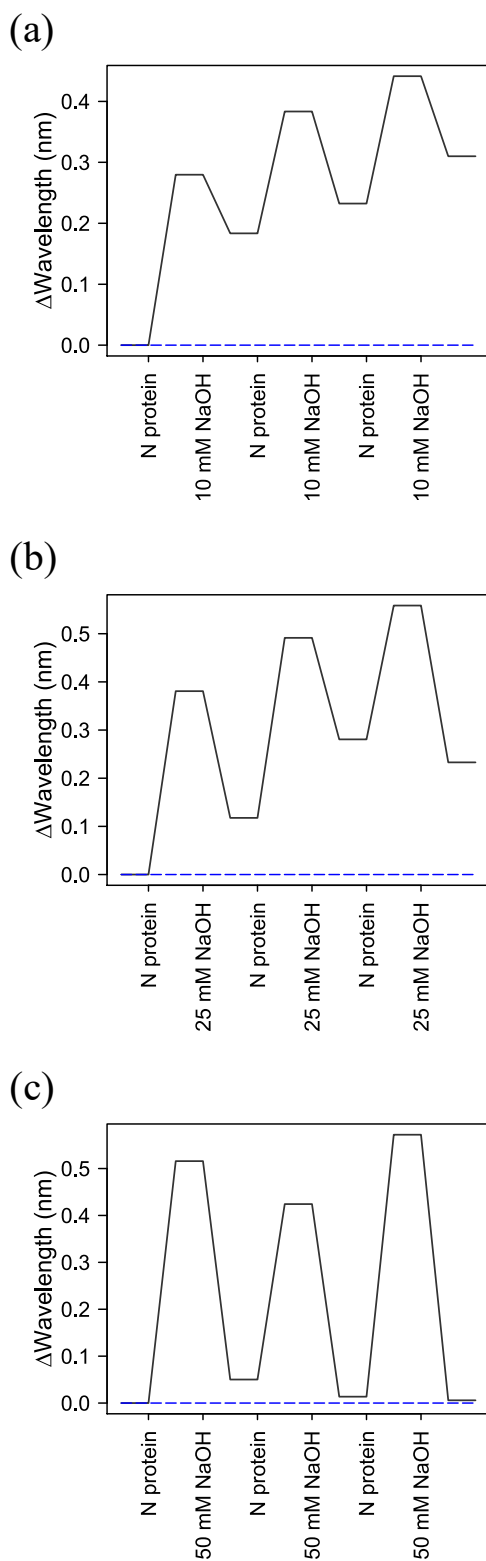 (a)
ΔWavelength (nm)
0.4
0.3
0.2
0.1
0.0
N protein
10 mM NaOH
N protein
10 mM NaOH
N protein
10 mM NaOH
(b)
ΔWavelength (nm)
0.5
0.4
0.3
0.2
0.1
0.0
N protein
25 mM NaOH
N protein
25 mM NaOH
N protein
25 mM NaOH
(c)
ΔWavelength (nm)
0.5
0.4
0.3
0.2
0.1
0.0
N protein
50 mM NaOH
N protein
50 mM NaOH
N protein
50 mM NaOH